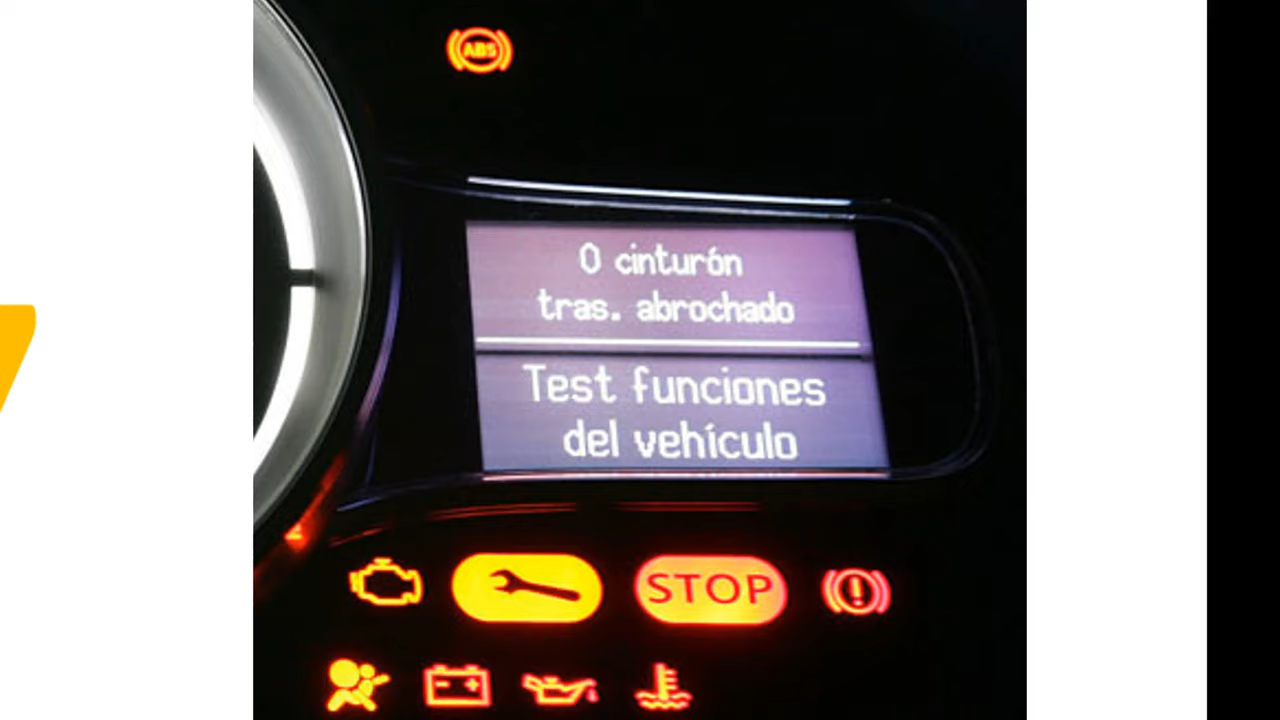 ABS
0 cinturón
tras. abrochado
Test funciones
del vehículo
STOP